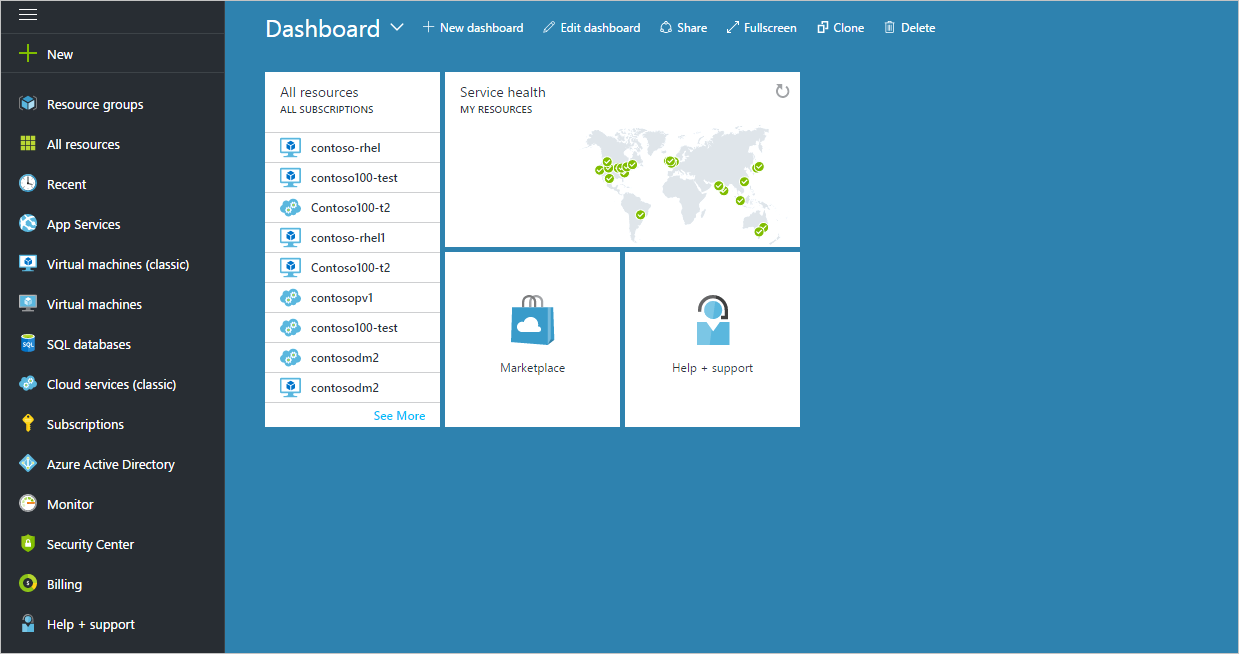 New
Resource groups
All resources
Recent
App Services
Virtual machines (classic)
Virtual machines
SQL databases
Cloud services (classic)
Subscriptions
Azure Active Directory
Monitor
Security Center
Billing
Help + support
Dashboard New dashboard Edit dashboard Share Fullscreen Clone Delete
All resources
ALL SUBSCRIPTIONS
contoso-rhel
contoso100-test
Contoso100-t2
contoso-rhel1
Contoso100-t2
contosopv1
contoso100-test
contosodm2
contosodm2
See More
Service health
MY RESOURCES
Marketplace
Help + support
SQL